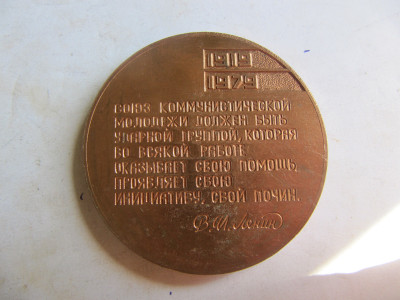 1919
1979
СОЮЗ КОММУНИСТИЧЕСКОЙ
МОЛОДЕЖИ ДОЛЖЕН БЫТЬ
УДАРНОЙ ГРУППОЙ, КОТОРАЯ
ВО ВСЯКОЙ РАБОТЕ
ОКАЗЫВАЕТ СВОЮ ПОМОЩЬ,
ПРОЯВЛЯЕТ СВОЮ
ИНИЦИАТИВУ, СВОЙ ПОЧИН.
В.И. Ленин